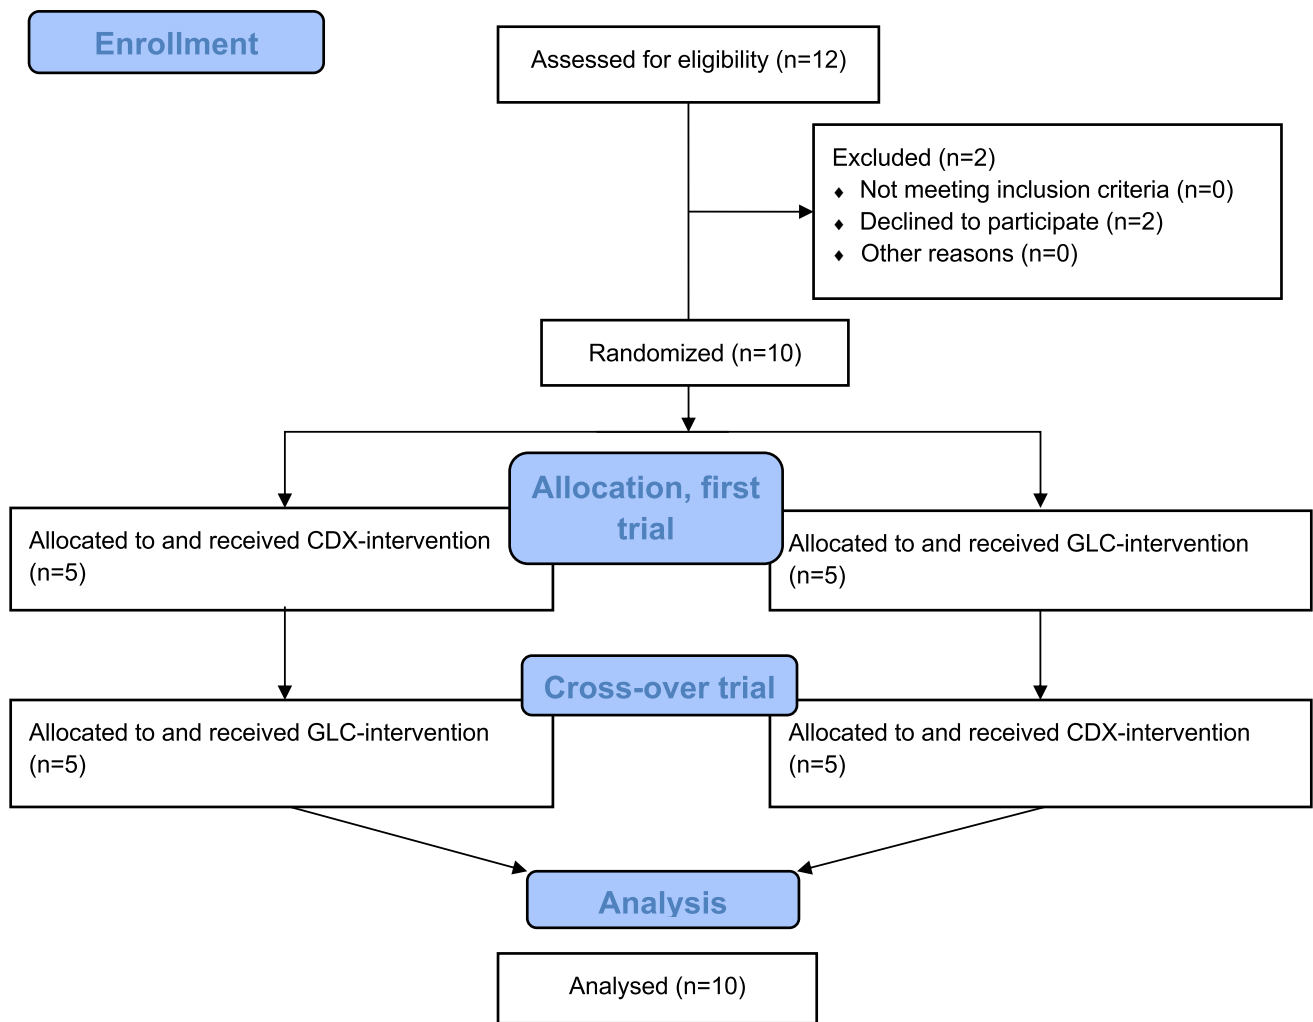 Enrollment
Assessed for eligibility (n=12)
Excluded (n=2)
♦ Not meeting inclusion criteria (n=0)
♦ Declined to participate (n=2)
♦ Other reasons (n=0)
Randomized (n=10)
Allocation, first
trial
Allocated to and received CDX-intervention
(n=5)
Allocated to and received GLC-intervention
(n=5)
Cross-over trial
Allocated to and received GLC-intervention
(n=5)
Allocated to and received CDX-intervention
(n=5)
Analysis
Analysed (n=10)